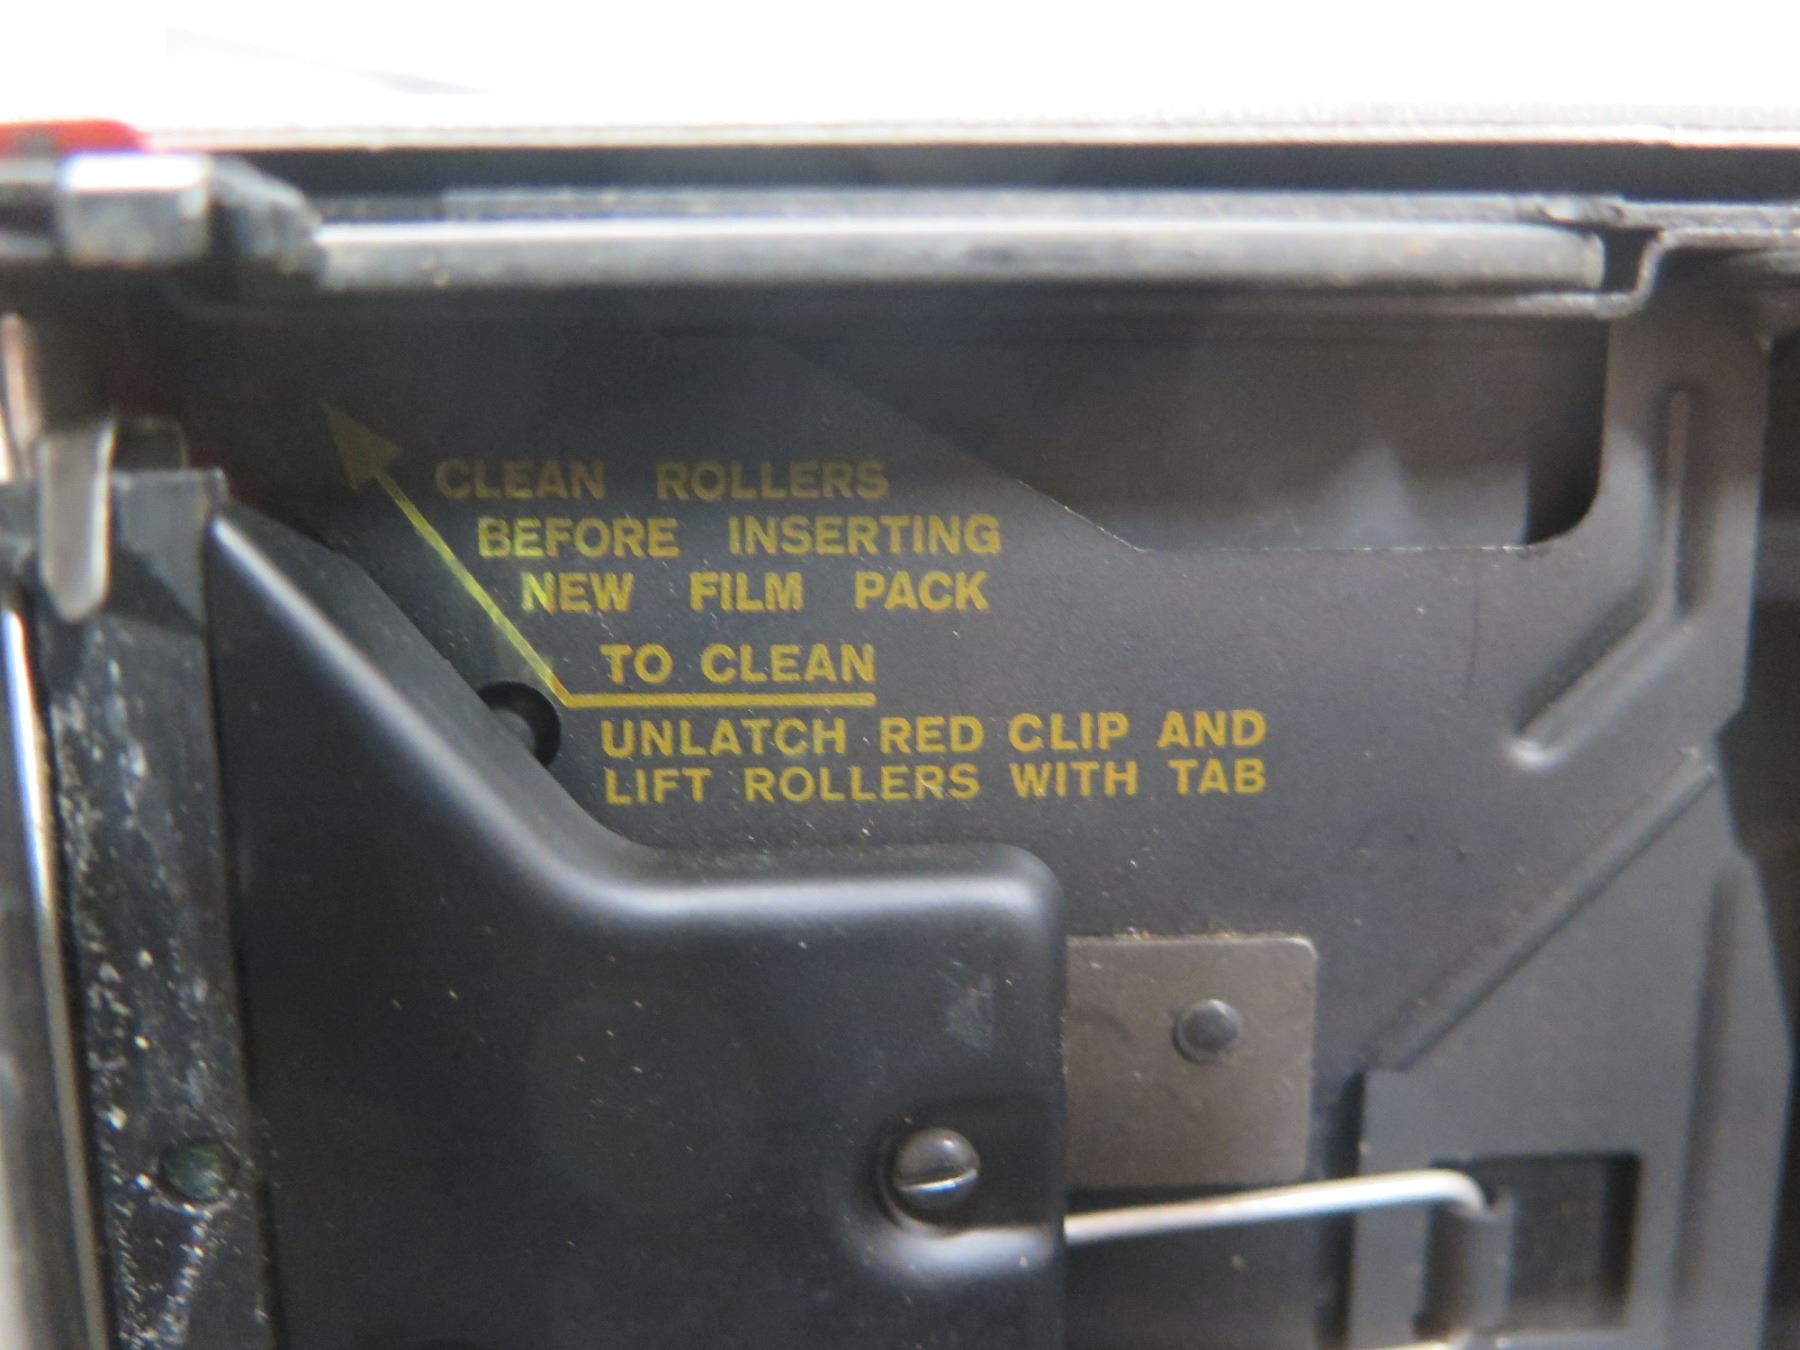 CLEAN ROLLERS
BEFORE INSERTING
NEW FILM PACK
TO CLEAN
UNLATCH RED CLIP AND
LIFT ROLLERS WITH TAB